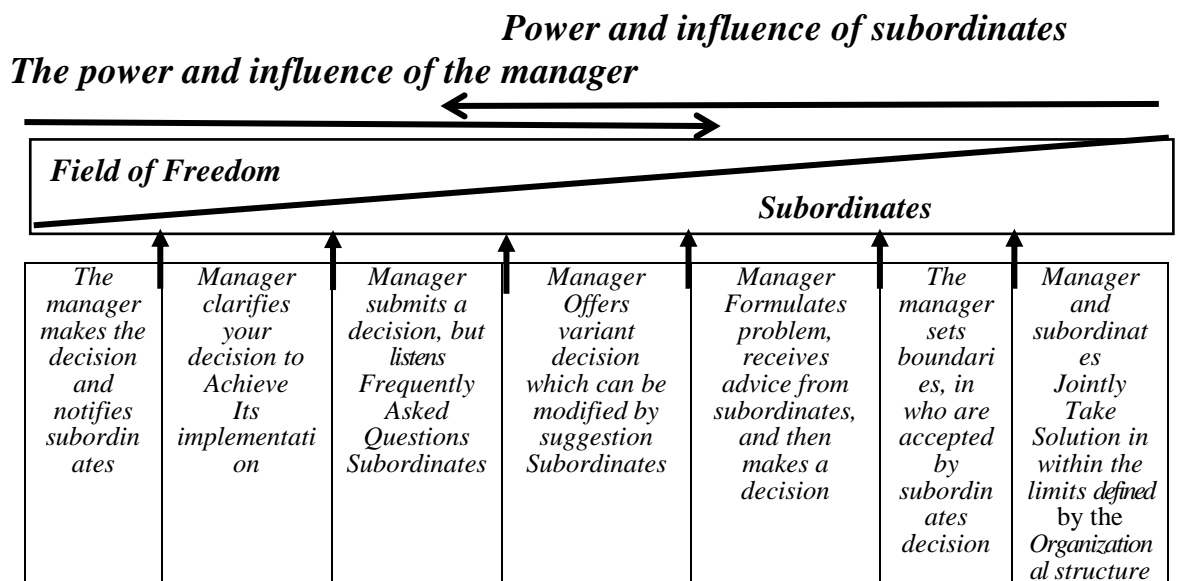 Power and influence of subordinates
The power and influence of the manager
Field of Freedom
Subordinates
The
manager
makes the
decision
and
notifies
subordin
ates
Manager
clarifies
your
decision to
Achieve
Its
implementati
on
Manager
submits a
decision, but
listens
Frequently
Asked
Questions
Subordinates
Manager
Offers
variant
decision
which can be
modified by
suggestion
Subordinates
Manager
Formulates
problem,
receives
advice from
subordinates,
and then
makes a
decision
The
manager
sets
boundari
es, in
who are
accepted
by
subordin
ates
decision
Manager
and
subordinat
es
Jointly
Take
Solution in
within the
limits defined
by the
Organization
al structure